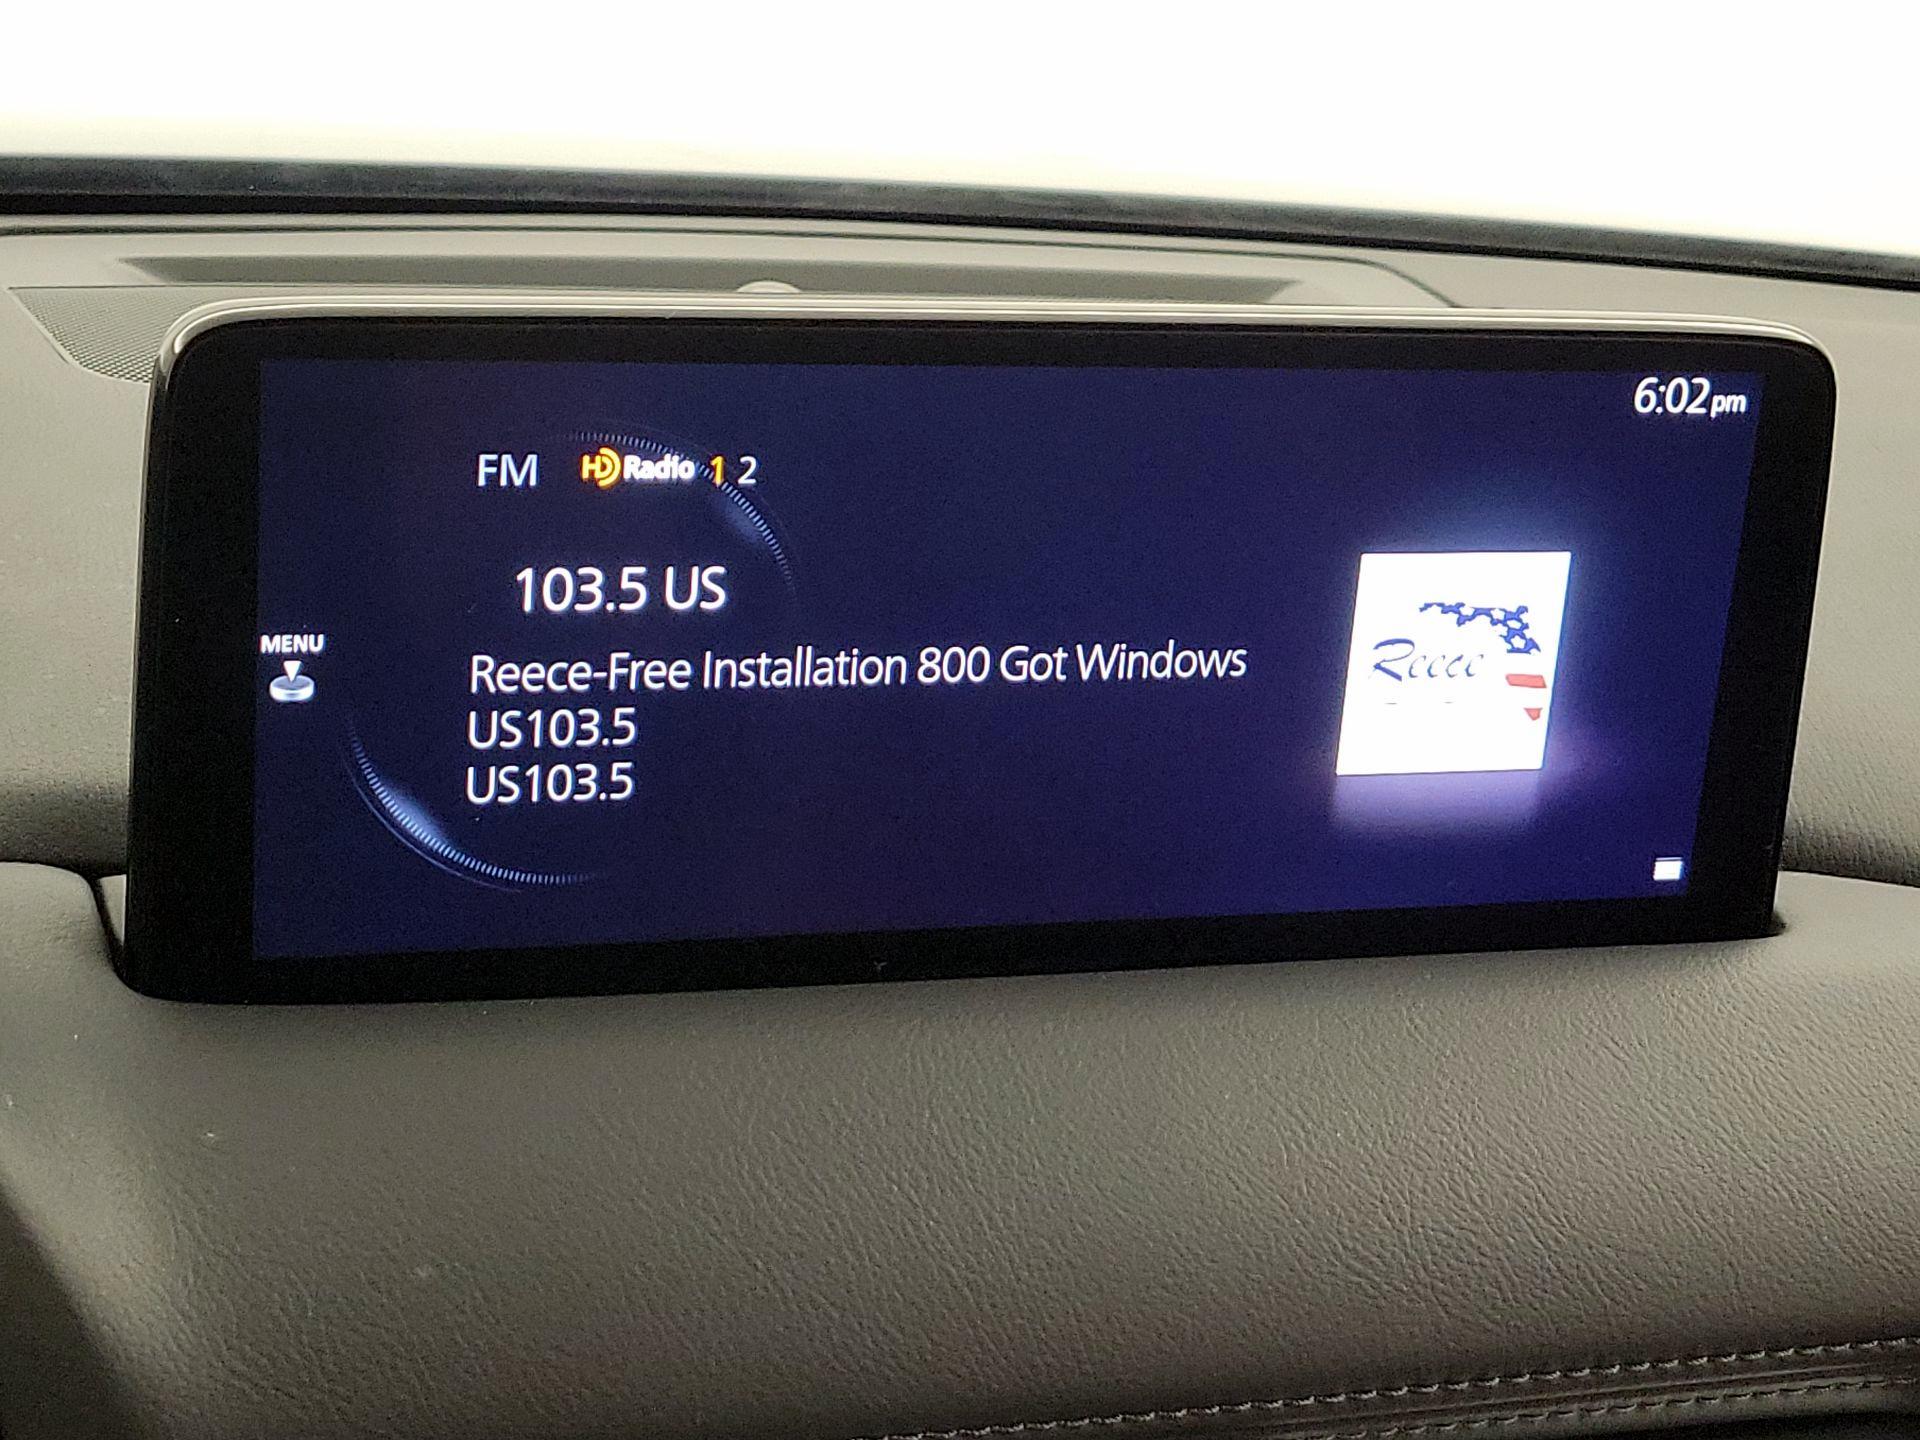 6:02pm
FM HD Radio 1 2
103.5 US
MENU
Reece-Free Installation 800 Got Windows
US103.5
US103.5
Reece